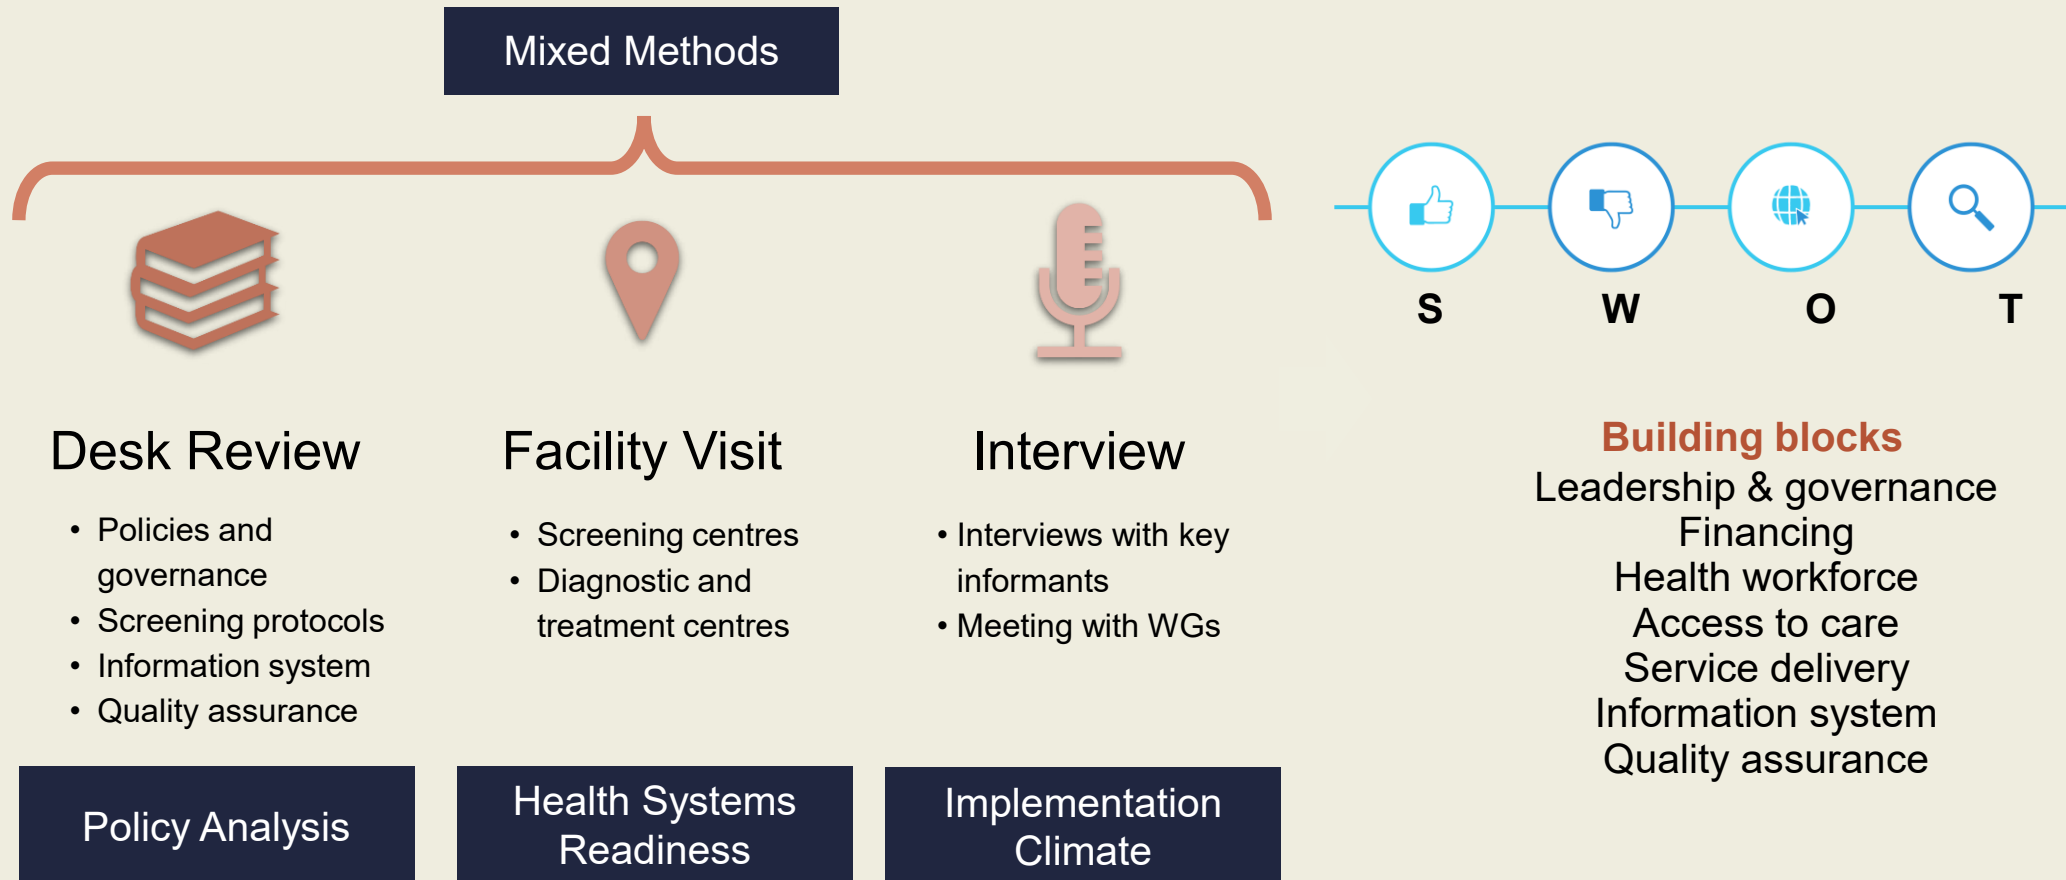 Mixed Methods
Desk Review
• Policies and
governance
• Screening protocols
• Information system
• Quality assurance
Policy Analysis
Facility Visit
• Screening centres
• Diagnostic and
treatment centres
Health Systems
Readiness
Interview
• Interviews with key
informants
• Meeting with WGs
Implementation
Climate
S W O T
Building blocks
Leadership & governance
Financing
Health workforce
Access to care
Service delivery
Information system
Quality assurance